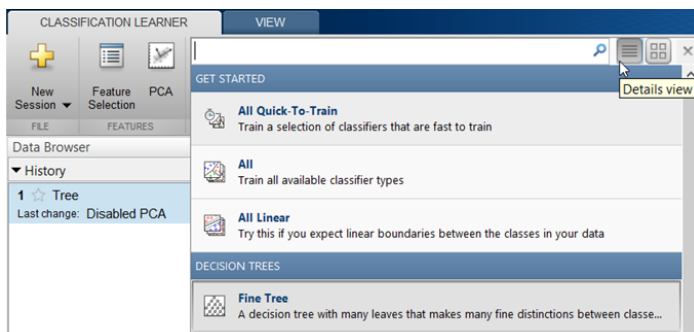 CLASSIFICATION LEARNER VIEW
New Session
Feature Selection
PCA
FILE
FEATURES
Details view
GET STARTED
All Quick-To-Train
Train a selection of classifiers that are fast to train
All
Train all available classifier types
All Linear
Try this if you expect linear boundaries between the classes in your data
DECISION TREES
Fine Tree
A decision tree with many leaves that makes many fine distinctions between classe...
Data Browser
History
1 Tree
Last change: Disabled PCA